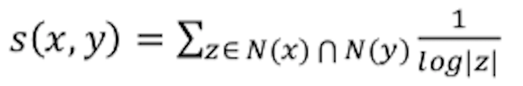 s(x, y) = ∑z∈N(x)∩N(y) 1/log|z|